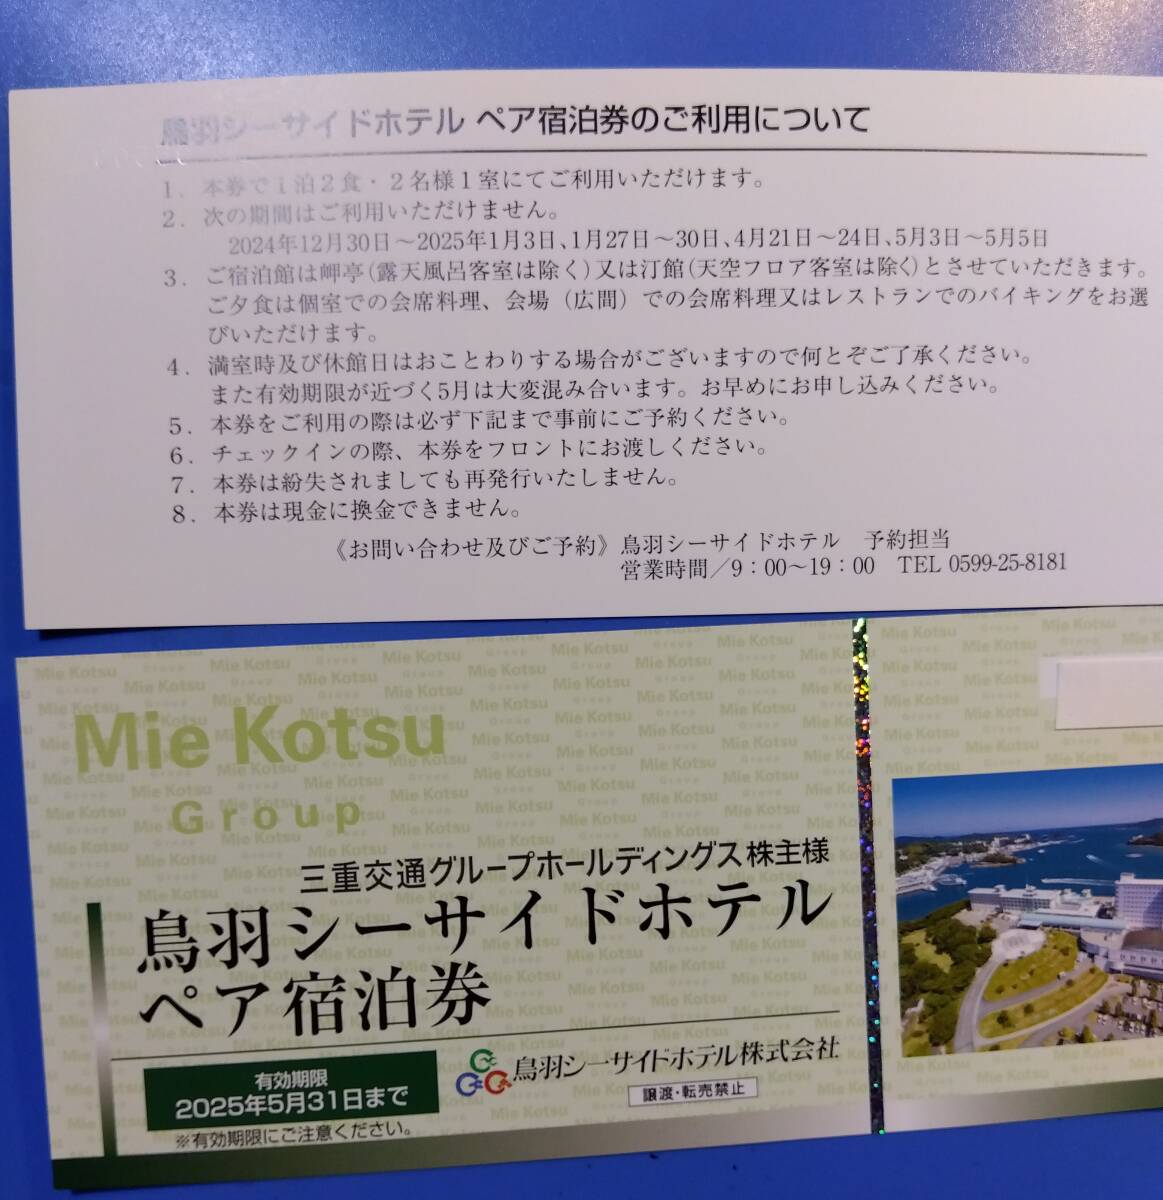 鳥羽シーサイドホテル ペア宿泊券のご利用について
1．本券で1泊2食・2名様1室にてご利用いただけます。
2．次の期間はご利用いただけません。
2024年12月30日～2025年1月3日、1月27日～30日、4月21日～24日、5月3日～5月5日
3．ご宿泊館は岬亭（露天風呂客室は除く）又は汀館（天空フロア客室は除く）とさせていただきます。
ご夕食は個室での会席料理、会場（広間）での会席料理又はレストランでのバイキングをお選
びいただけます。
4．満室時及び休館日はおことわりする場合がございますので何とぞご了承ください。
また有効期限が近づく5月は大変混み合います。お早めにお申し込みください。
5．本券をご利用の際は必ず下記まで事前にご予約ください。
6．チェックインの際、本券をフロントにお渡しください。
7．本券は紛失されましても再発行いたしません。
8．本券は現金に換金できません。
《お問い合わせ及びご予約》鳥羽シーサイドホテル　予約担当
営業時間／9：00～19：00　TEL 0599-25-8181
Mie Kotsu
Group
三重交通グループホールディングス株主様
鳥羽シーサイドホテル
ペア宿泊券
鳥羽シーサイドホテル株式会社
有効期限
2025年5月31日まで
譲渡・転売禁止
※有効期限にご注意ください。